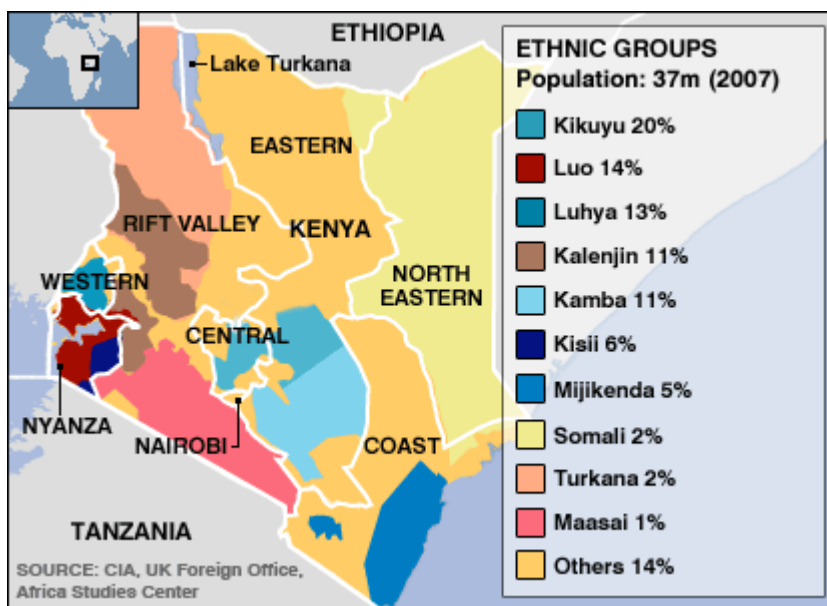 ETHIOPIA
Lake Turkana
EASTERN
RIFT VALLEY
KENYA
WESTERN
NORTH
EASTERN
CENTRAL
NYANZA
NAIROBI
COAST
TANZANIA
SOURCE: CIA, UK Foreign Office,
Africa Studies Center
ETHNIC GROUPS
Population: 37m (2007)
Kikuyu 20%
Luo 14%
Luhya 13%
Kalenjin 11%
Kamba 11%
Kisii 6%
Mijikenda 5%
Somali 2%
Turkana 2%
Maasai 1%
Others 14%